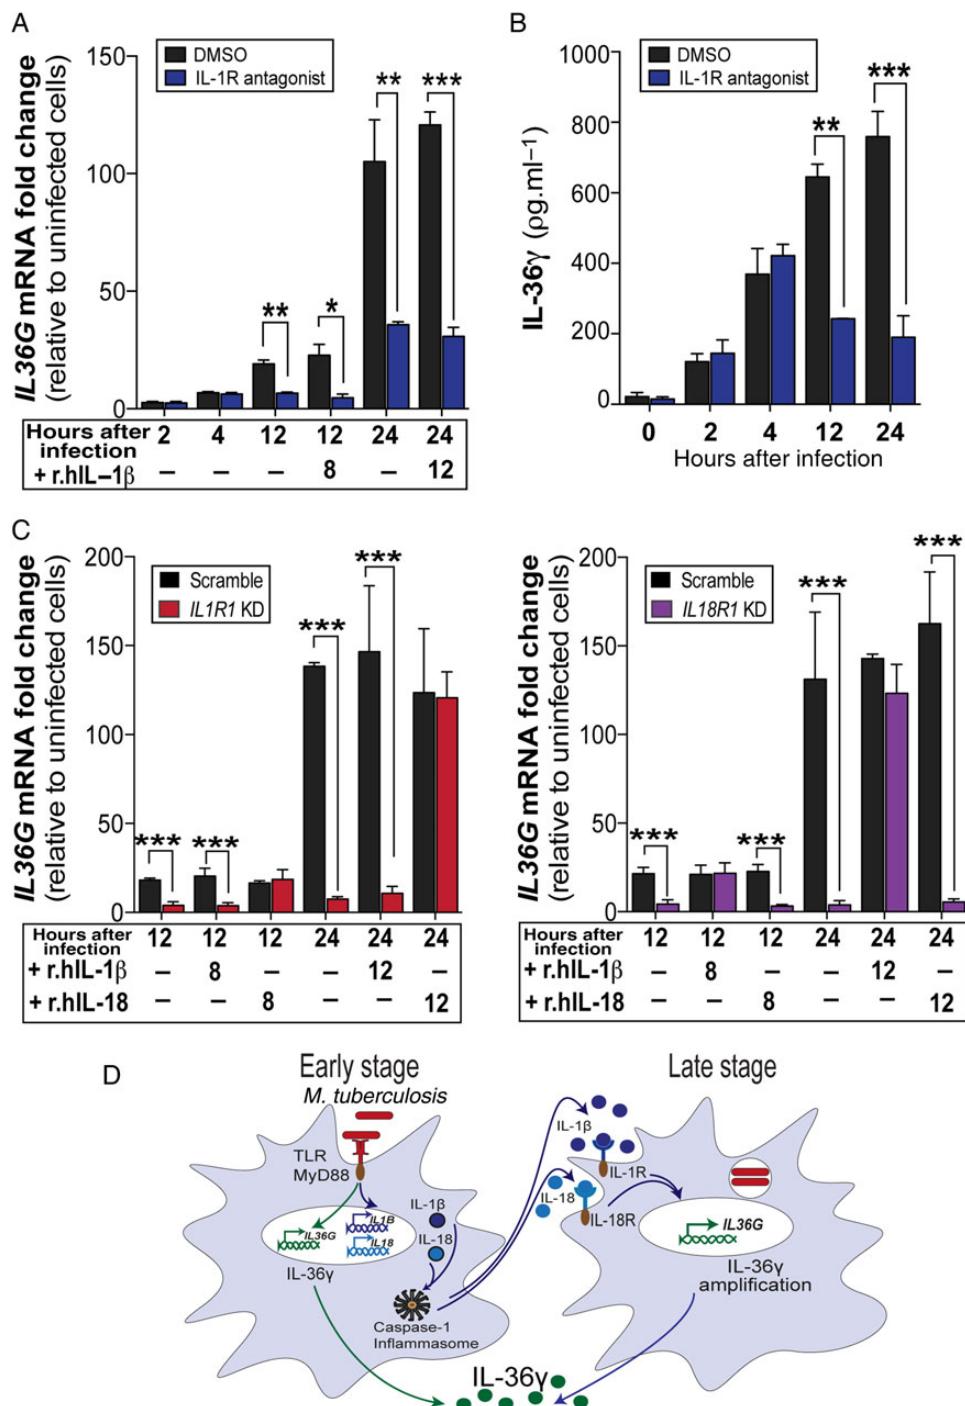 A
IL36G mRNA fold change
(relative to uninfected cells)
150
100
50
0
DMSO
IL-1R antagonist
** * ** ***
Hours after infection 2 4 12 12 24 24
+ r.hIL–1β – – – 8 – 12
B
IL-36γ (ρg.ml−1)
1000
800
600
400
200
0
DMSO
IL-1R antagonist
** ***
0 2 4 12 24
Hours after infection
C
IL36G mRNA fold change
(relative to uninfected cells)
200
150
100
50
0
Scramble
IL1R1 KD
*** *** *** ***
Hours after infection 12 12 12 24 24 24
+ r.hIL-1β – 8 – – 12 –
+ r.hIL-18 – – 8 – – 12
IL36G mRNA fold change
(relative to uninfected cells)
200
150
100
50
0
Scramble
IL18R1 KD
*** *** *** ***
Hours after infection 12 12 12 24 24 24
+ r.hIL-1β – 8 – – 12 –
+ r.hIL-18 – – 8 – – 12
D
Early stage
M. tuberculosis
TLR
MyD88
IL36G
IL1B
IL18
IL-1β
IL-18
IL-36γ
Caspase-1
Inflammasome
Late stage
IL-1β
IL-1R
IL-18
IL-18R
IL36G
IL-36γ
amplification
IL-36γ